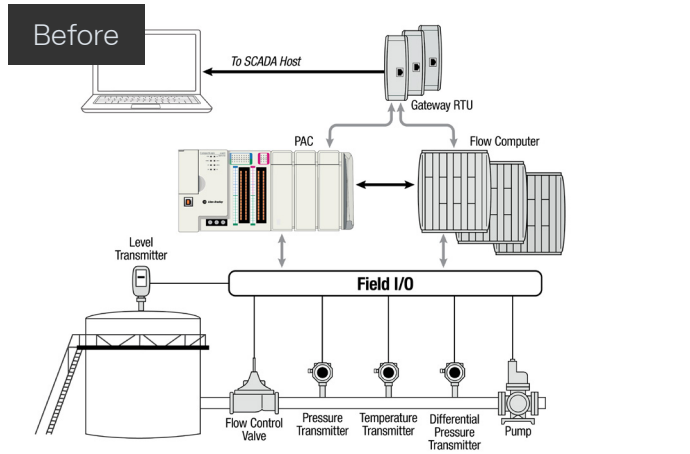 Before
To SCADA Host
Gateway RTU
PAC
Flow Computer
Level
Transmitter
Field I/O
Flow Control
Valve
Pressure
Transmitter
Temperature
Transmitter
Differential
Pressure
Transmitter
Pump